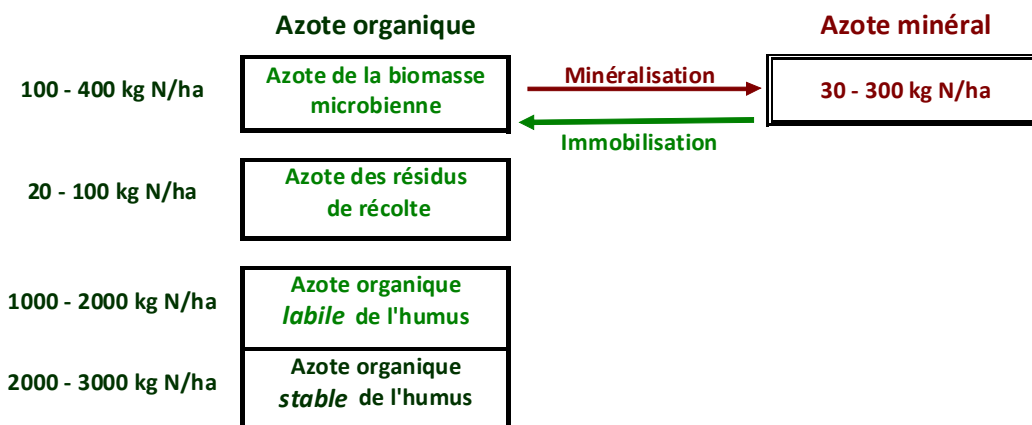 Azote organique
Azote minéral
100 - 400 kg N/ha
Azote de la biomasse
microbienne
Minéralisation
30 - 300 kg N/ha
Immobilisation
20 - 100 kg N/ha
Azote des résidus
de récolte
1000 - 2000 kg N/ha
Azote organique
labile de l'humus
2000 - 3000 kg N/ha
Azote organique
stable de l'humus